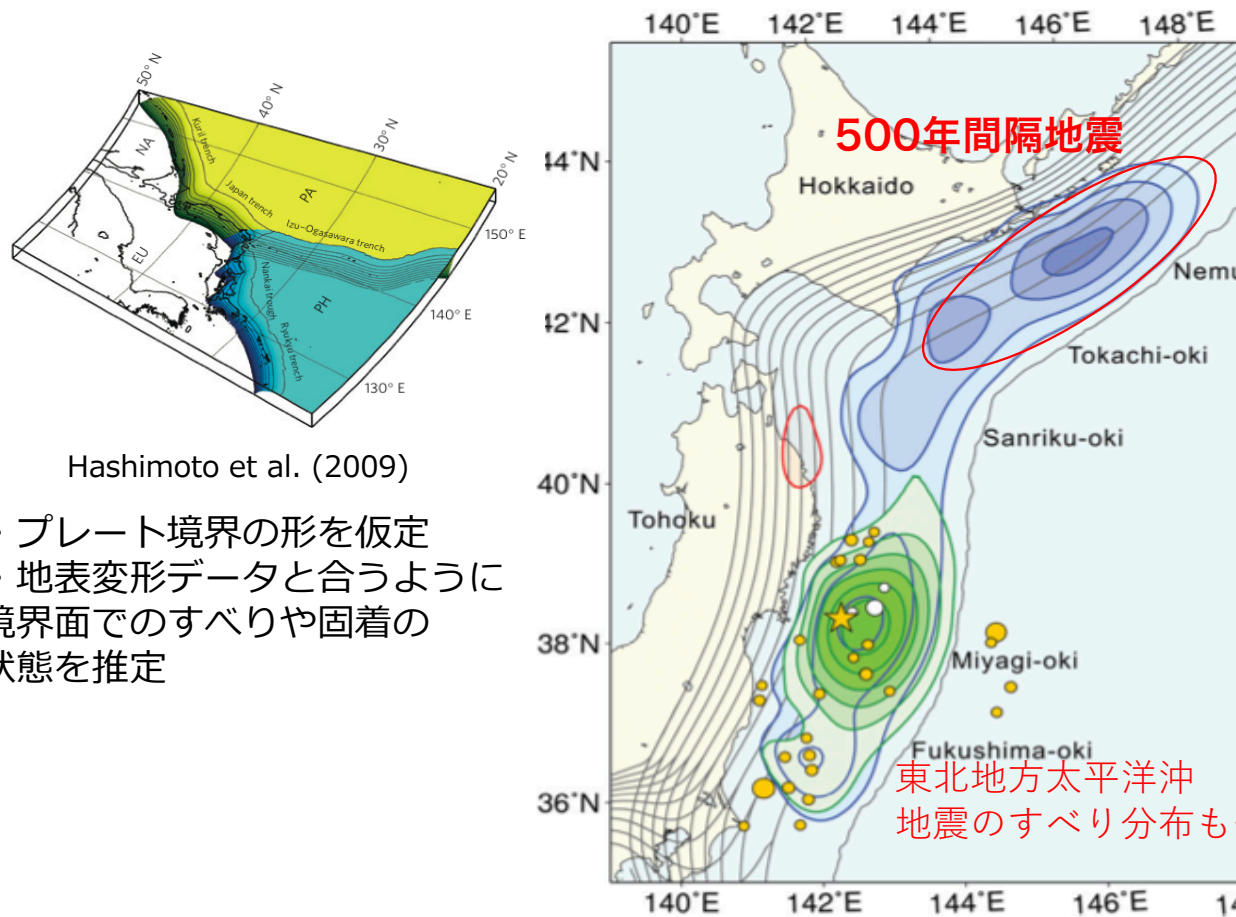 50° N
40° N
30° N
20° N
150° E
140° E
130° E
NA
EU
PA
PH
Kuril trench
Japan trench
Izu-Ogasawara trench
Nankai trough
Ryukyu trench
Hashimoto et al. (2009)
・プレート境界の形を仮定
・地表変形データと合うように
境界面でのすべりや固着の
状態を推定
140˚E 142˚E 144˚E 146˚E 148˚E
500年間隔地震
44˚N
Hokkaido
Nemu
42˚N
Tokachi-oki
Sanriku-oki
40˚N
Tohoku
38˚N
Miyagi-oki
Fukushima-oki
東北地方太平洋沖
地震のすべり分布も
36˚N
140˚E 142˚E 144˚E 146˚E